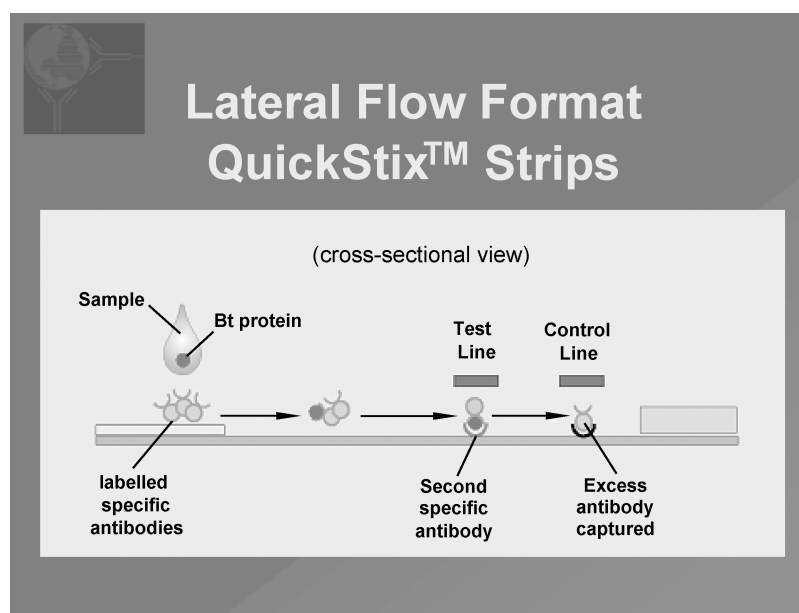 Lateral Flow Format
QuickStix™ Strips
(cross-sectional view)
Sample
Bt protein
Test
Line
Control
Line
labelled
specific
antibodies
Second
specific
antibody
Excess
antibody
captured